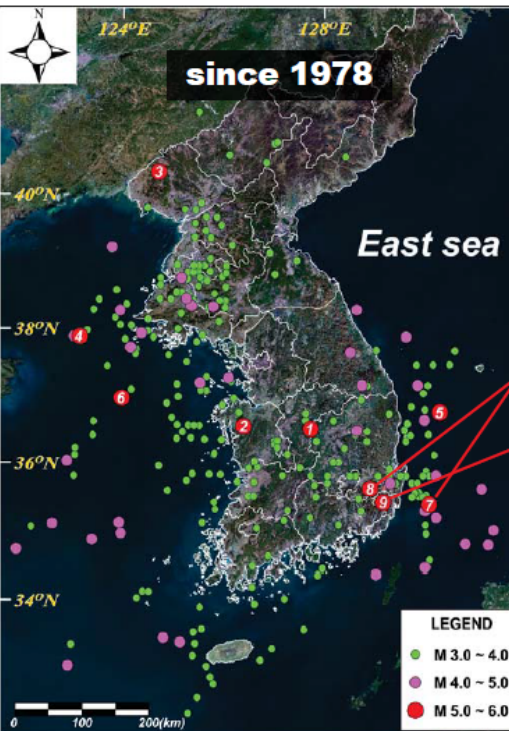 N
124°E
128°E
since 1978
3
40°N
East sea
38°N
4
6
5
2
1
36°N
8
9
7
34°N
LEGEND
M 3.0 ~ 4.0
M 4.0 ~ 5.0
M 5.0 ~ 6.0
0 100 200(km)